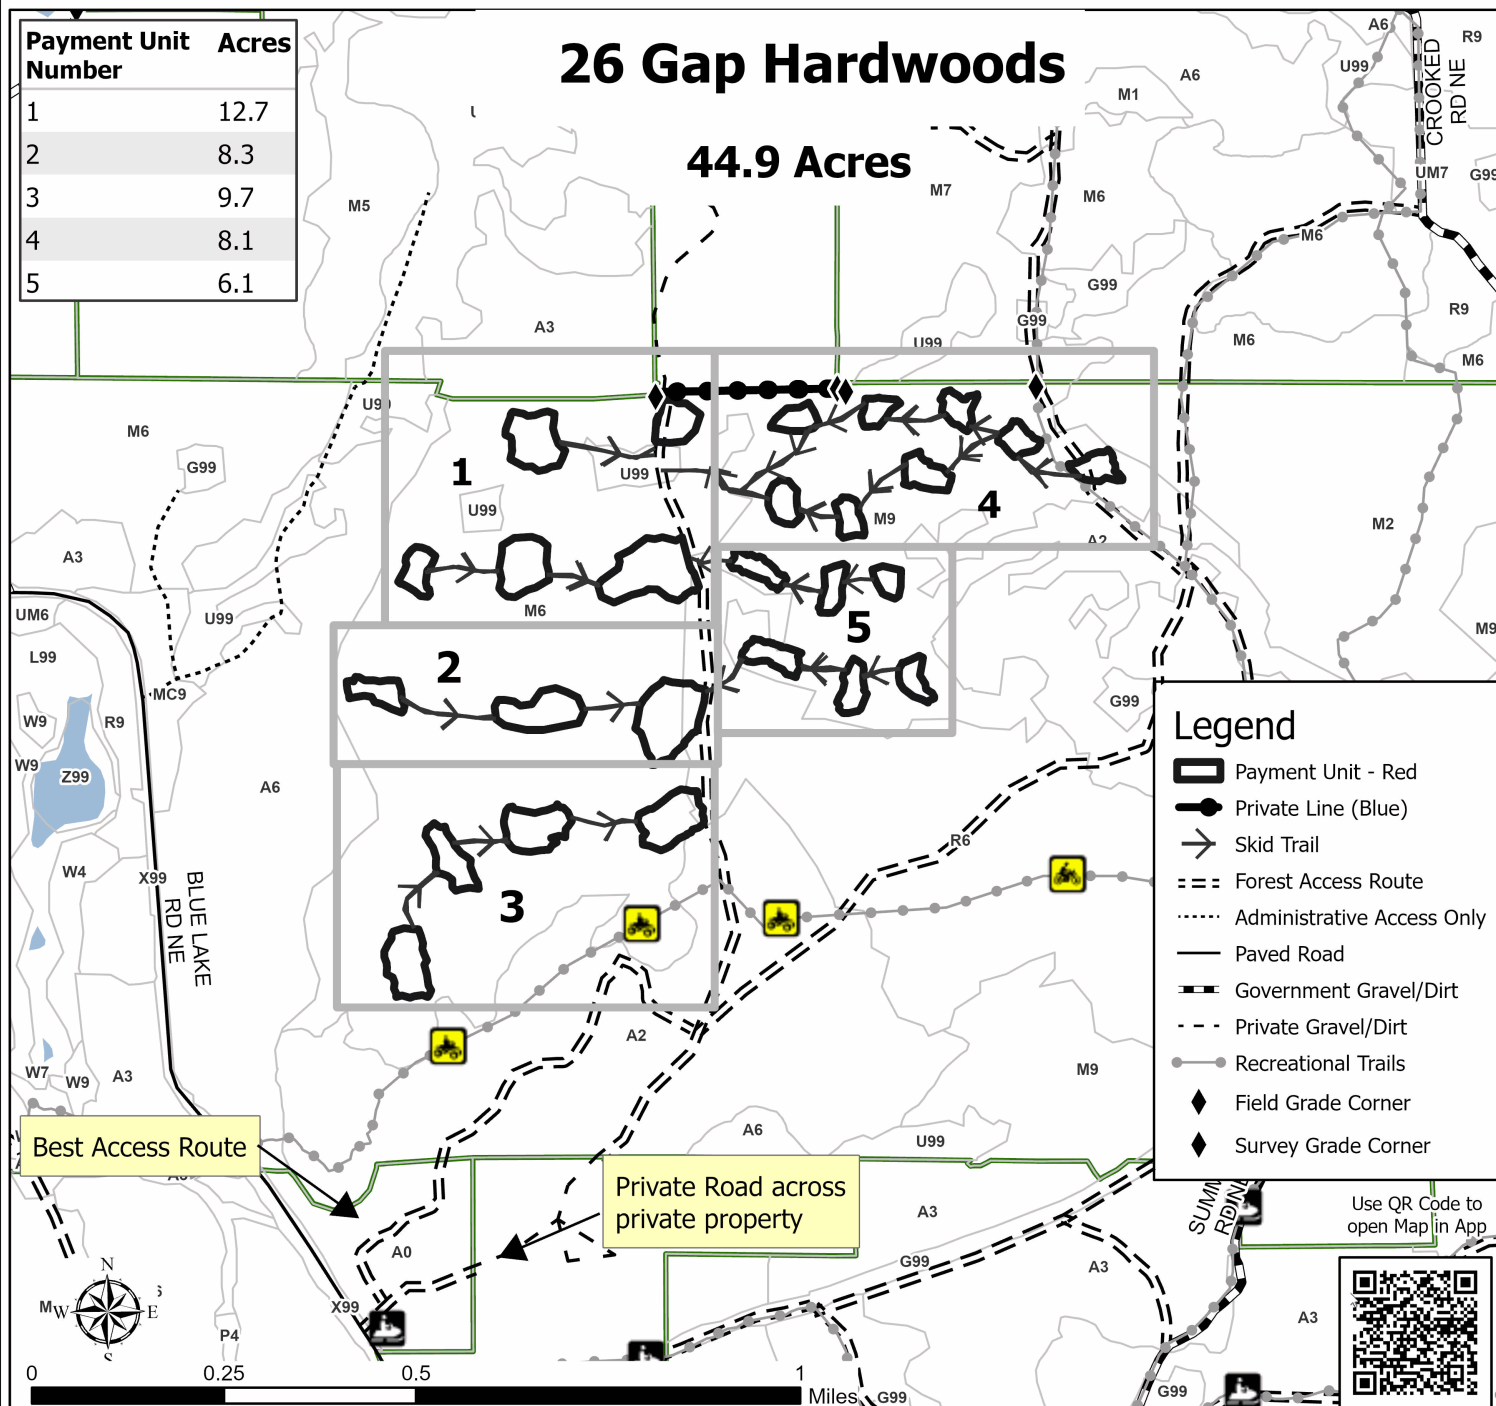 26 Gap Hardwoods
44.9 Acres
Payment Unit Number Acres
1 12.7
2 8.3
3 9.7
4 8.1
5 6.1
A6
R9
U99
CROOKED
RD NE
A6
M1
UM7
G99
M5
M7
M6
M6
G99
R9
A3
G99
U99
M6
M6
U99
M6
G99
1
U99
U99
4
M9
M2
A2
A3
M6
UM6
U99
5
M9
L99
2
MC9
G99
W9
R9
W9
Z99
A6
R6
W4
X99
BLUE LAKE
RD NE
3
A2
M9
W7
W9
A3
A6
U99
Best Access Route
Private Road across
private property
A3
A0
G99
A3
X99
P4
A3
G99
G99
Legend
Payment Unit - Red
Private Line (Blue)
Skid Trail
Forest Access Route
Administrative Access Only
Paved Road
Government Gravel/Dirt
Private Gravel/Dirt
Recreational Trails
Field Grade Corner
Survey Grade Corner
Use QR Code to
open Map in App
N
W E
S
0 0.25 0.5 1
Miles